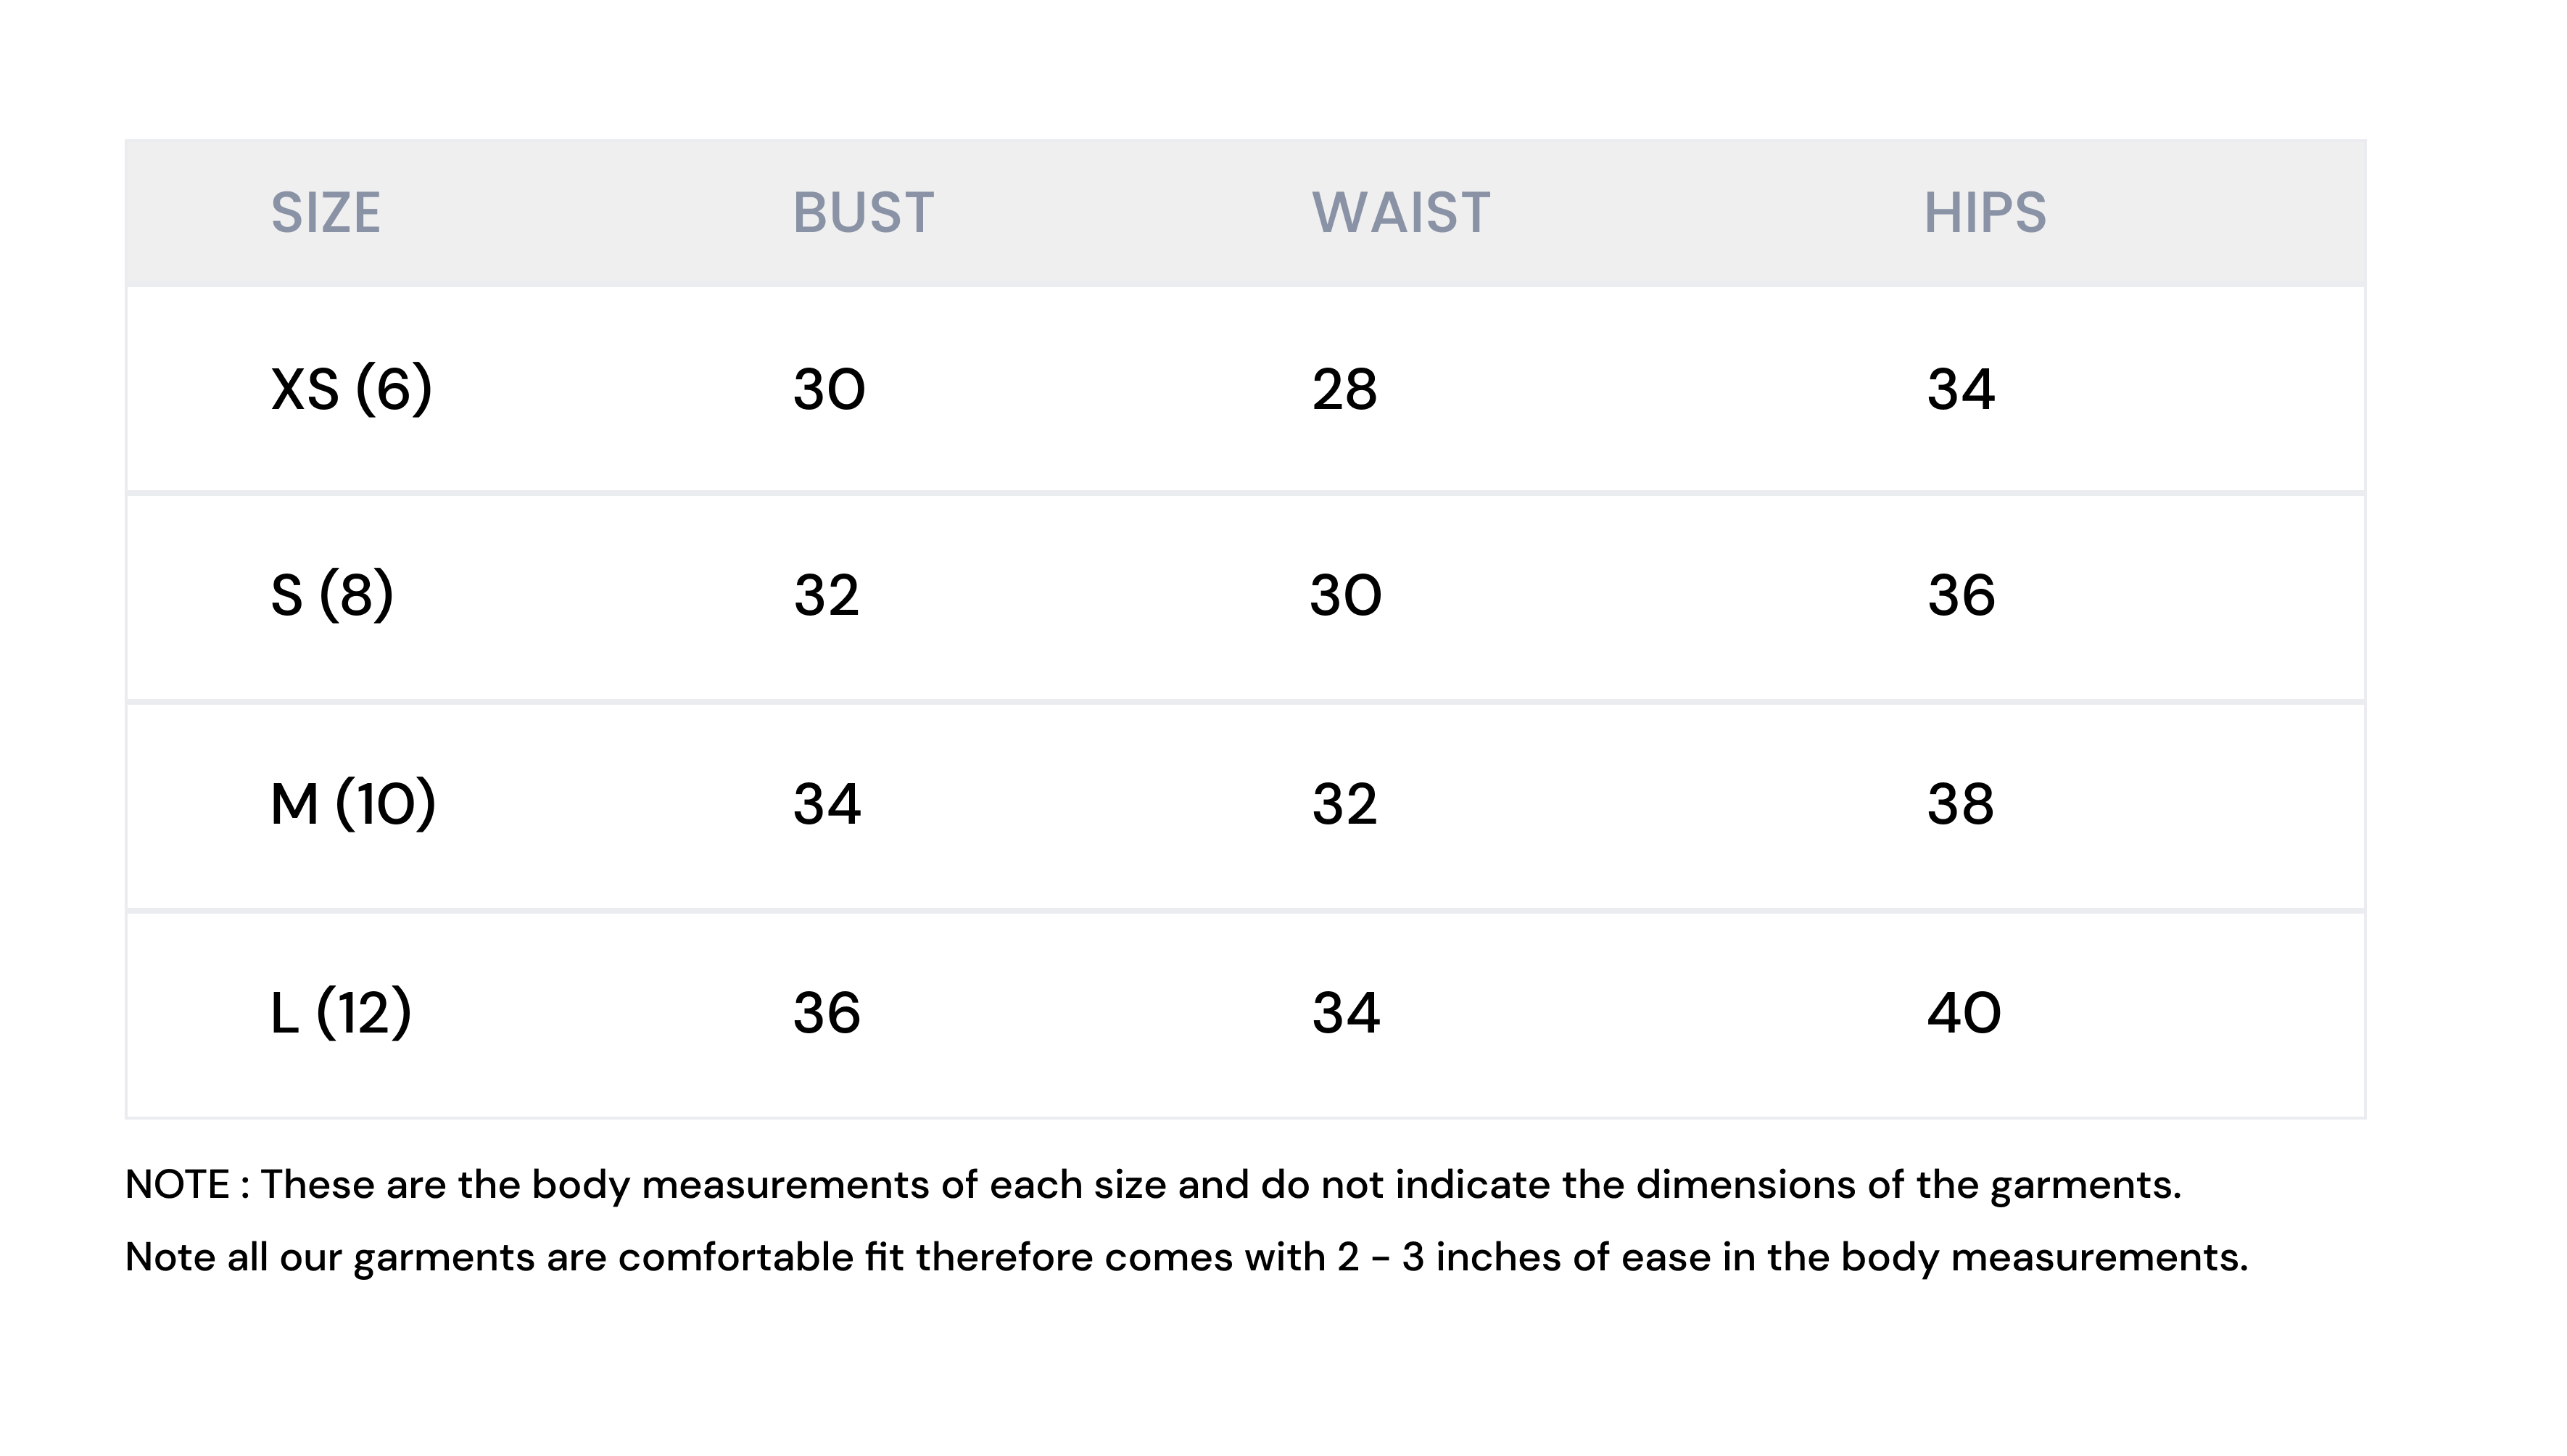 SIZE BUST WAIST HIPS
XS (6) 30 28 34
S (8) 32 30 36
M (10) 34 32 38
L (12) 36 34 40
NOTE : These are the body measurements of each size and do not indicate the dimensions of the garments.
Note all our garments are comfortable fit therefore comes with 2 - 3 inches of ease in the body measurements.